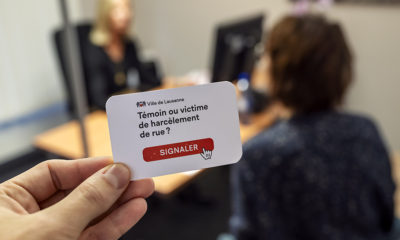 Ville de Lausanne
Témoin ou victime
de harcèlement
de rue ?
SIGNALER